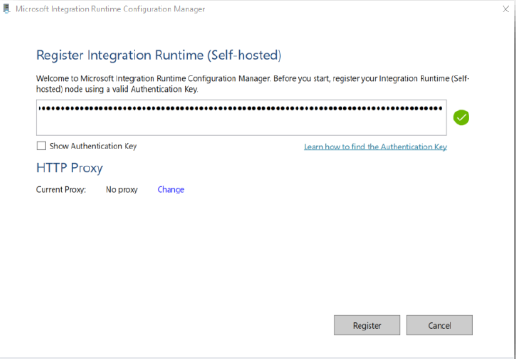 Microsoft Integration Runtime Configuration Manager
Register Integration Runtime (Self-hosted)
Welcome to Microsoft Integration Runtime Configuration Manager. Before you start, register your Integration Runtime (Self-
hosted) node using a valid Authentication Key.
Show Authentication Key
Learn how to find the Authentication Key
HTTP Proxy
Current Proxy: No proxy Change
Register Cancel